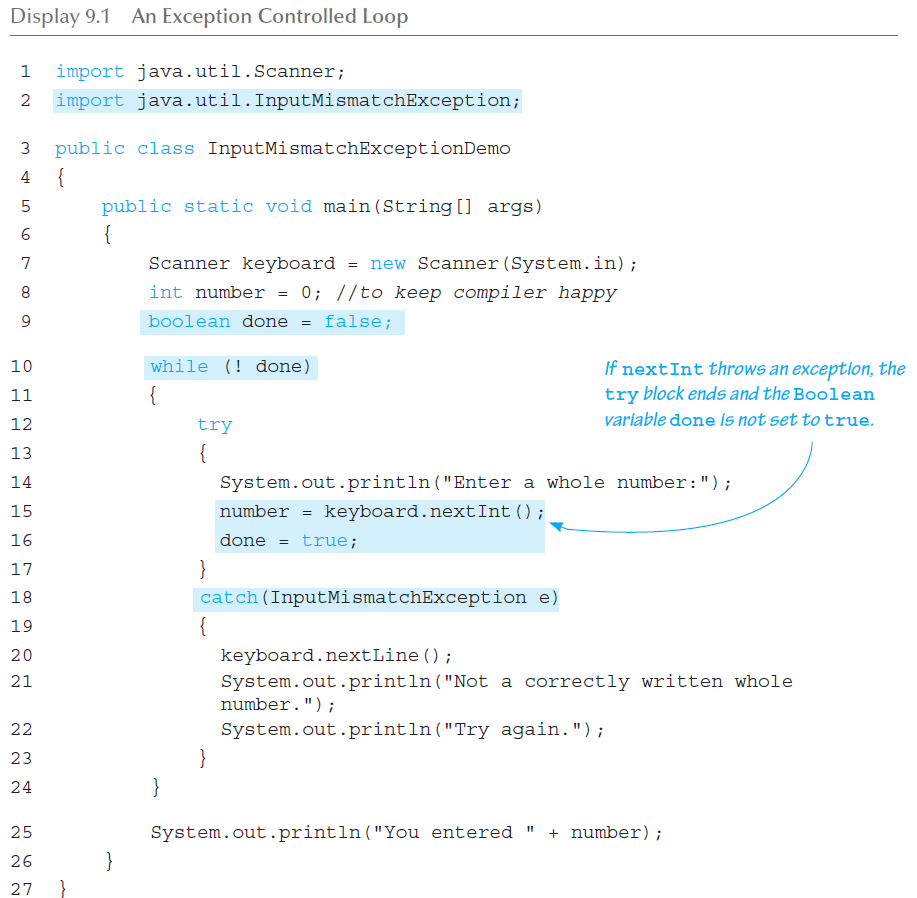 Display 9.1 An Exception Controlled Loop
1 import java.util.Scanner;
2 import java.util.InputMismatchException;
3 public class InputMismatchExceptionDemo
4 {
5 public static void main(String[] args)
6 {
7 Scanner keyboard = new Scanner(System.in);
8 int number = 0; //to keep compiler happy
9 boolean done = false;
10 while (! done)
11 {
12 try
13 {
14 System.out.println("Enter a whole number:");
15 number = keyboard.nextInt();
16 done = true;
17 }
18 catch(InputMismatchException e)
19 {
20 keyboard.nextLine();
21 System.out.println("Not a correctly written whole
number.");
22 System.out.println("Try again.");
23 }
24 }
25 System.out.println("You entered " + number);
26 }
27 }
If nextInt throws an exception, the
try block ends and the Boolean
variable done is not set to true.